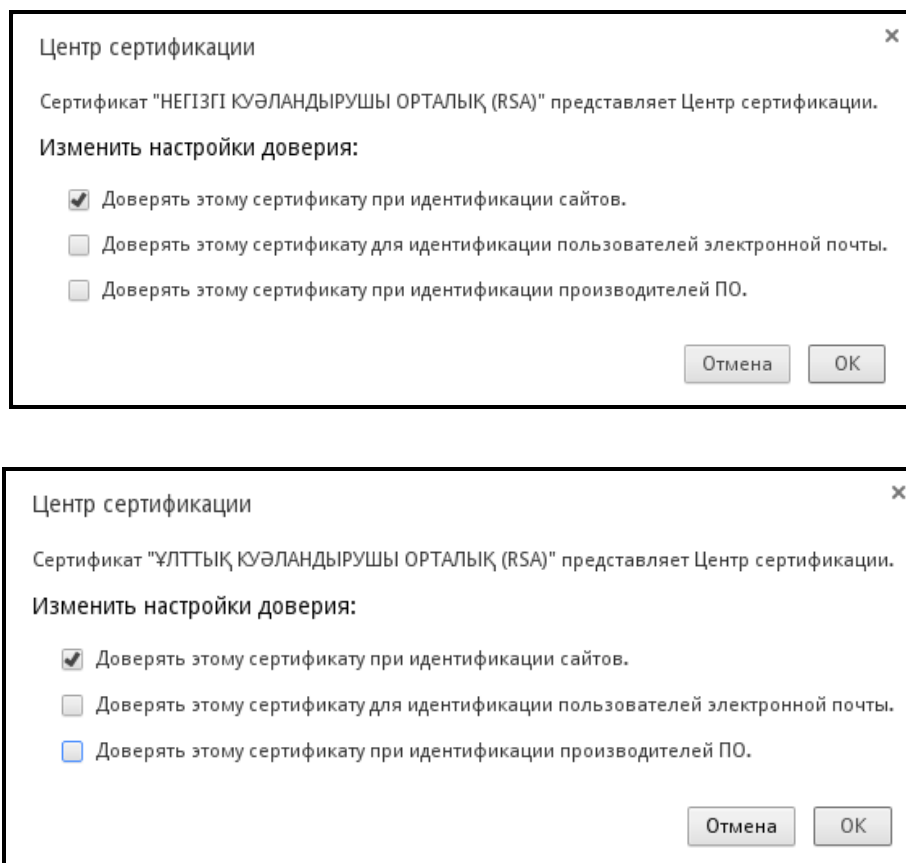 Центр сертификации
Сертификат "НЕГІЗГІ КУӘЛАНДЫРУШЫ ОРТАЛЫҚ (RSA)" представляет Центр сертификации.
Изменить настройки доверия:
Доверять этому сертификату при идентификации сайтов.
Доверять этому сертификату для идентификации пользователей электронной почты.
Доверять этому сертификату при идентификации производителей ПО.
Отмена ОК
Центр сертификации
Сертификат "ҰЛТТЫҚ КУӘЛАНДЫРУШЫ ОРТАЛЫҚ (RSA)" представляет Центр сертификации.
Изменить настройки доверия:
Доверять этому сертификату при идентификации сайтов.
Доверять этому сертификату для идентификации пользователей электронной почты.
Доверять этому сертификату при идентификации производителей ПО.
Отмена ОК